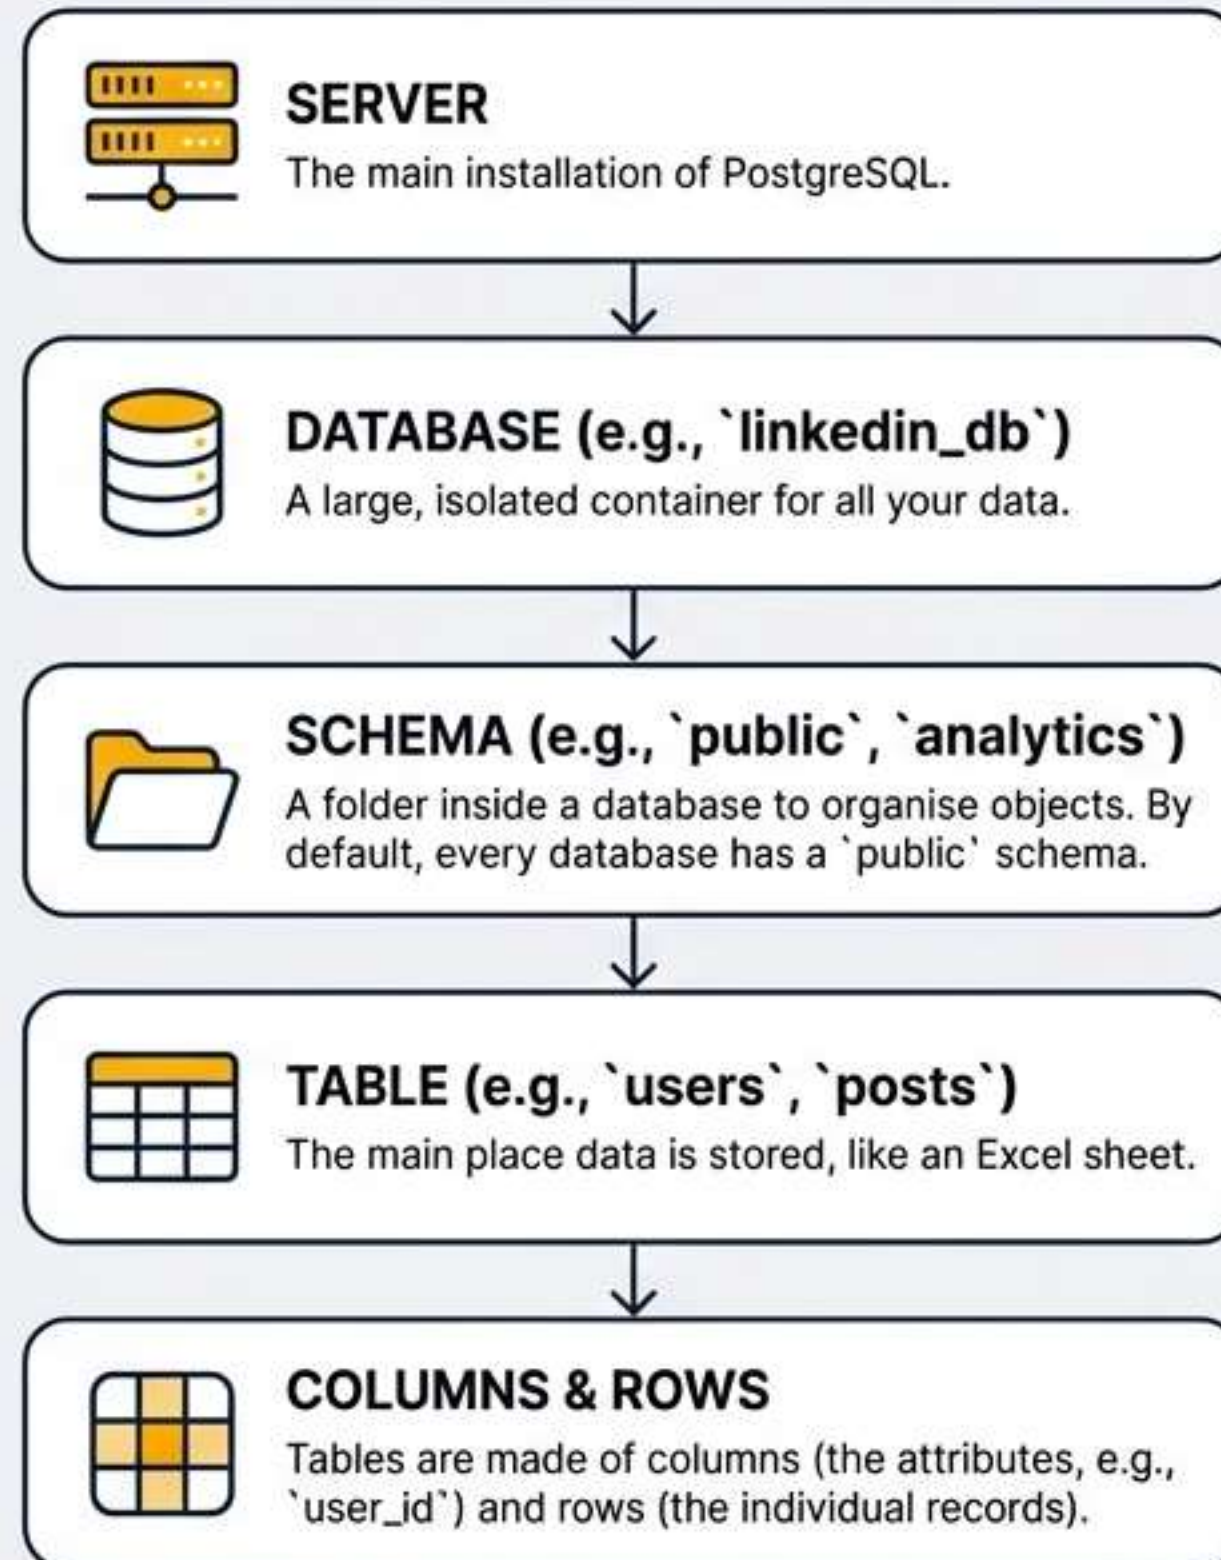 SERVER
The main installation of PostgreSQL.
DATABASE (e.g., `linkedin_db`)
A large, isolated container for all your data.
SCHEMA (e.g., `public`, `analytics`)
A folder inside a database to organise objects. By
default, every database has a `public` schema.
TABLE (e.g., `users`, `posts`)
The main place data is stored, like an Excel sheet.
COLUMNS & ROWS
Tables are made of columns (the attributes, e.g.,
`user_id`) and rows (the individual records).